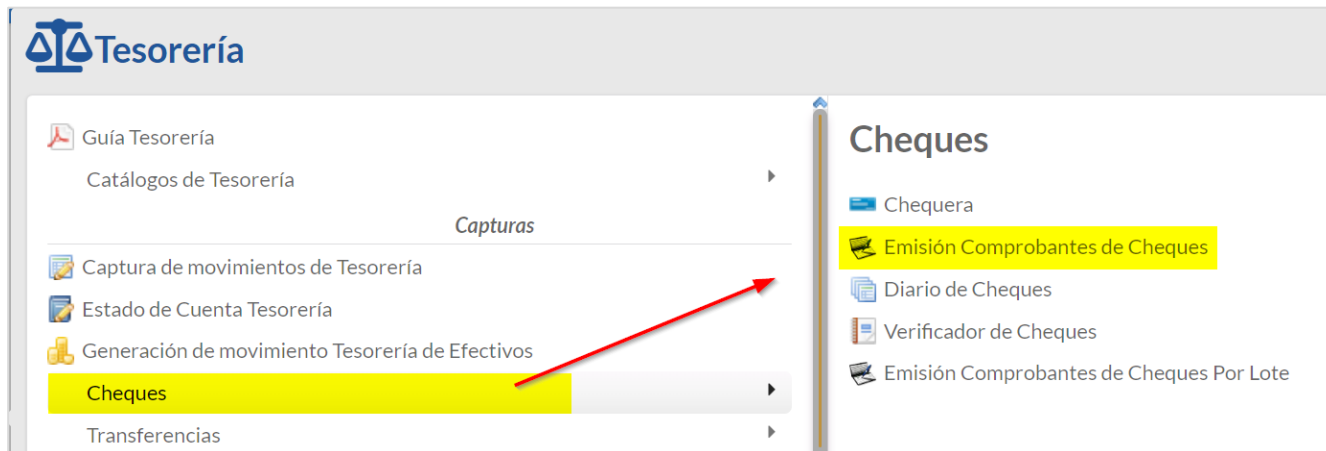 Tesorería
Guía Tesorería
Catálogos de Tesorería
Capturas
Captura de movimientos de Tesorería
Estado de Cuenta Tesorería
Generación de movimiento Tesorería de Efectivos
Cheques
Transferencias
Cheques
Chequera
Emisión Comprobantes de Cheques
Diario de Cheques
Verificador de Cheques
Emisión Comprobantes de Cheques Por Lote